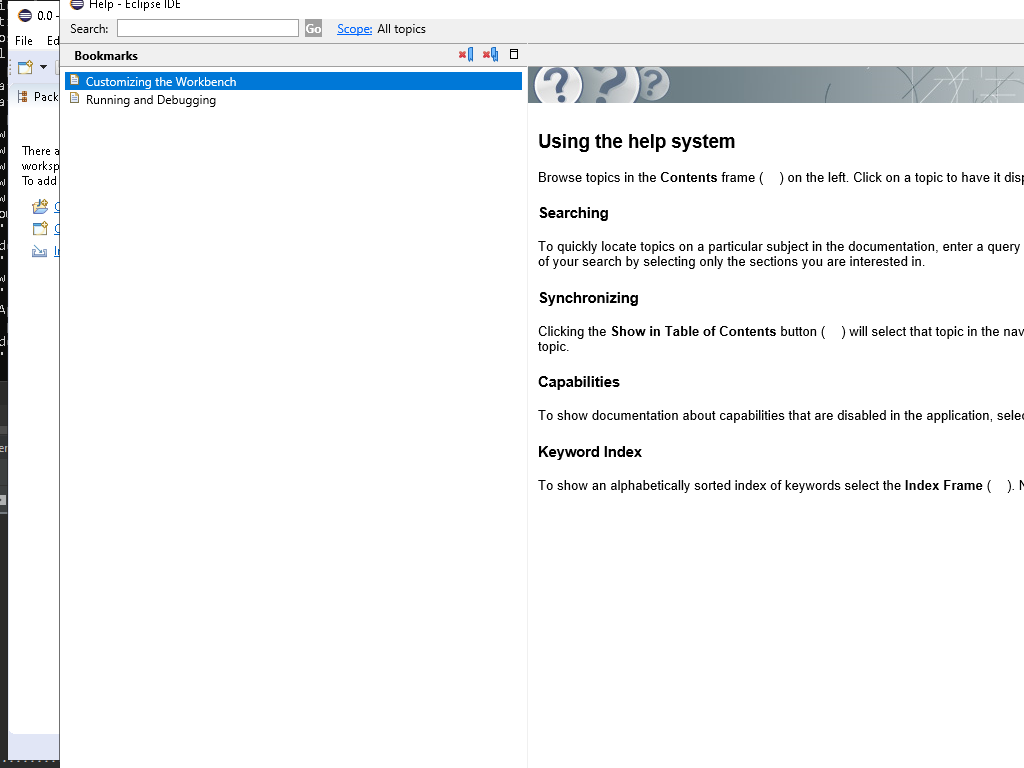 0.0 -
Help - Eclipse IDE
File Ed
Search: Go Scope: All topics
Bookmarks
Pack
Customizing the Workbench
Running and Debugging
There a
worksp
To add
Using the help system
Browse topics in the Contents frame ( ) on the left. Click on a topic to have it disp
Searching
To quickly locate topics on a particular subject in the documentation, enter a query
of your search by selecting only the sections you are interested in.
Synchronizing
Clicking the Show in Table of Contents button ( ) will select that topic in the nav
topic.
Capabilities
To show documentation about capabilities that are disabled in the application, selec
Keyword Index
To show an alphabetically sorted index of keywords select the Index Frame ( ). N